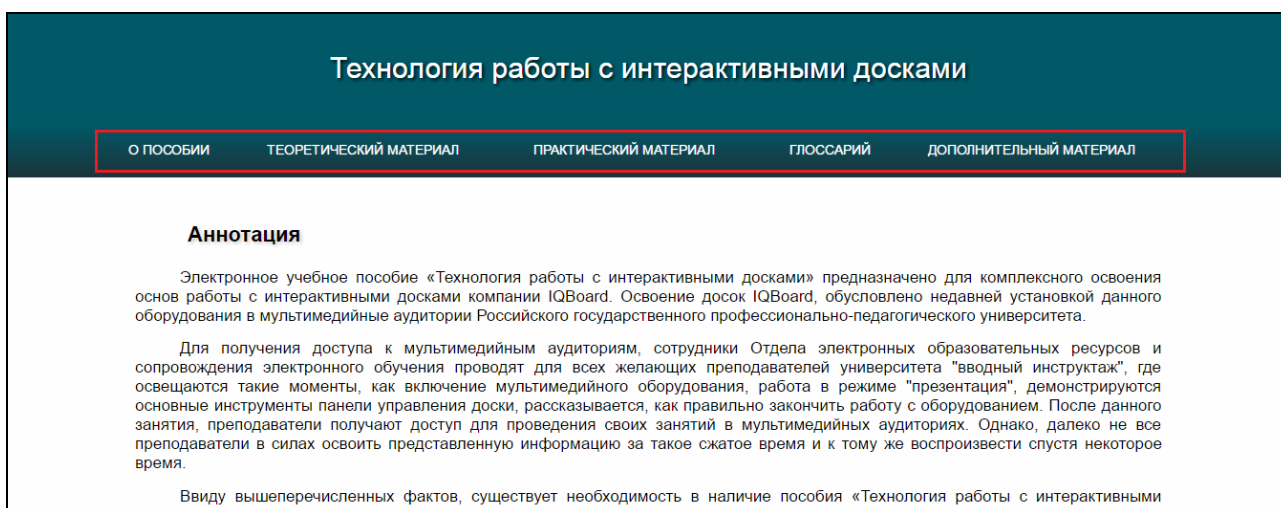 Технология работы с интерактивными досками
О ПОСОБИИ ТЕОРЕТИЧЕСКИЙ МАТЕРИАЛ ПРАКТИЧЕСКИЙ МАТЕРИАЛ ГЛОССАРИЙ ДОПОЛНИТЕЛЬНЫЙ МАТЕРИАЛ
Аннотация
Электронное учебное пособие «Технология работы с интерактивными досками» предназначено для комплексного освоения
основ работы с интерактивными досками компании IQBoard. Освоение досок IQBoard, обусловлено недавней установкой данного
оборудования в мультимедийные аудитории Российского государственного профессионально-педагогического университета.
Для получения доступа к мультимедийным аудиториям, сотрудники Отдела электронных образовательных ресурсов и
сопровождения электронного обучения проводят для всех желающих преподавателей университета "вводный инструктаж", где
освещаются такие моменты, как включение мультимедийного оборудования, работа в режиме "презентация", демонстрируются
основные инструменты панели управления доски, рассказывается, как правильно закончить работу с оборудованием. После данного
занятия, преподаватели получают доступ для проведения своих занятий в мультимедийных аудиториях. Однако, далеко не все
преподаватели в силах освоить представленную информацию за такое сжатое время и к тому же воспроизвести спустя некоторое
время.
Ввиду вышеперечисленных фактов, существует необходимость в наличие пособия «Технология работы с интерактивными